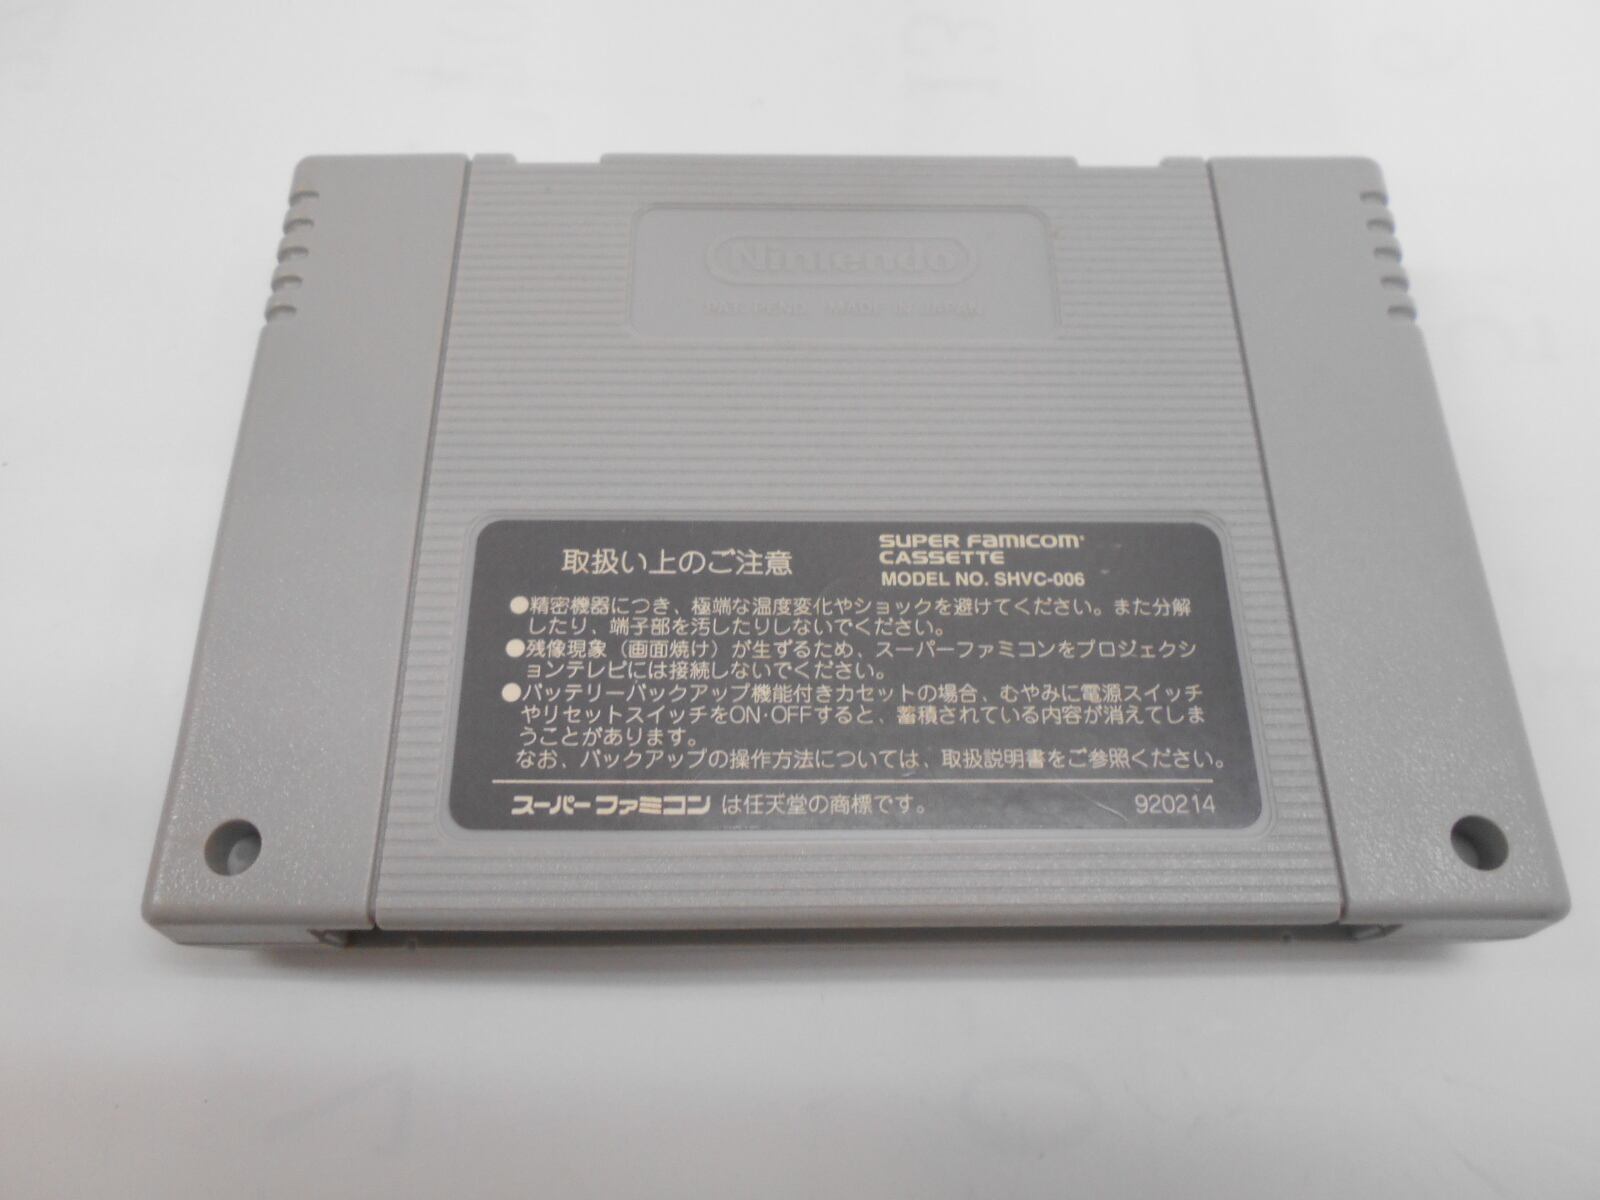 Nintendo
PAT. PEND. MADE IN JAPAN
取扱い上のご注意
SUPER FAMICOM
CASSETTE
MODEL NO. SHVC-006
●精密機器につき、極端な温度変化やショックを避けてください。また分解
したり、端子部を汚したりしないでください。
●残像現象（画面焼け）が生ずるため、スーパーファミコンをプロジェクシ
ョンテレビには接続しないでください。
●バッテリーバックアップ機能付きカセットの場合、むやみに電源スイッチ
やリセットスイッチをON·OFFすると、蓄積されている内容が消えてしま
うことがあります。
なお、バックアップの操作方法については、取扱説明書をご参照ください。
スーパーファミコン は任天堂の商標です。
920214